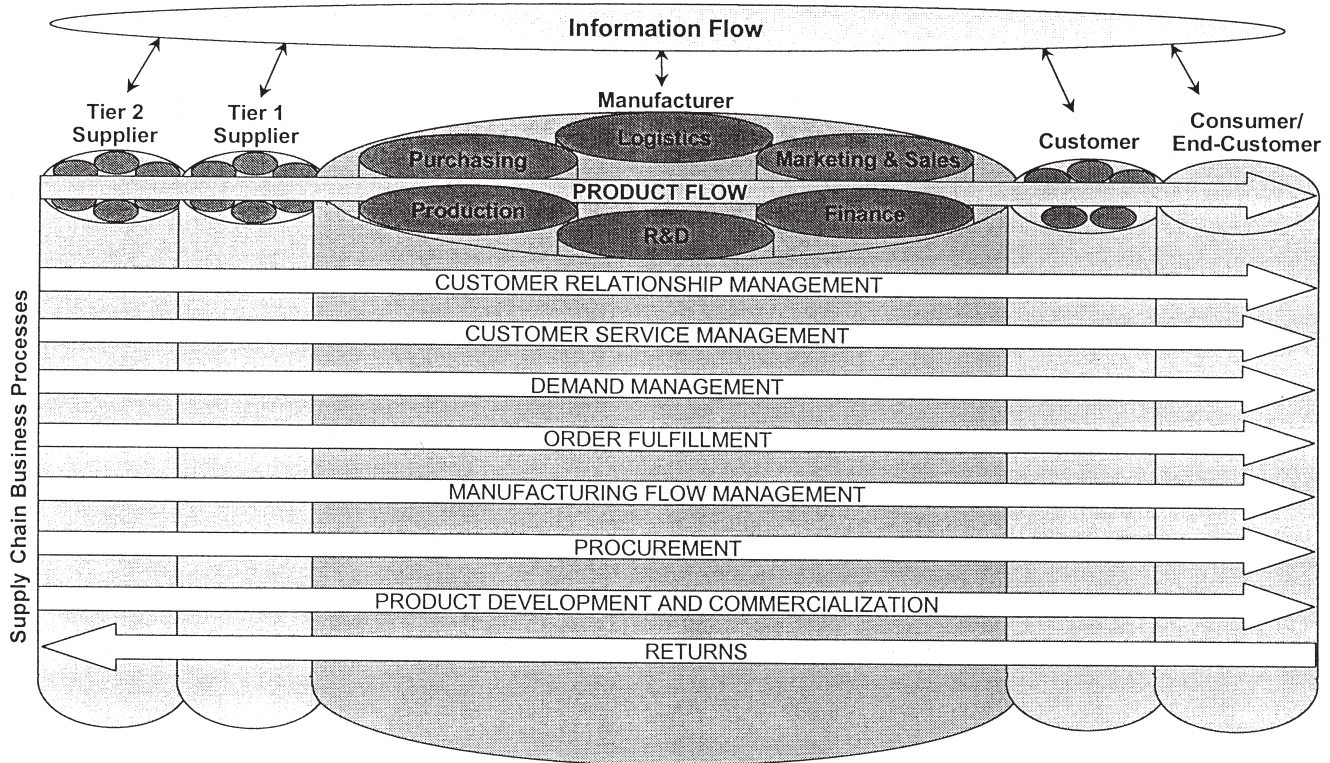 Information Flow
Tier 2
Supplier
Tier 1
Supplier
Manufacturer
Customer
Consumer/
End-Customer
Logistics
Purchasing
Marketing & Sales
PRODUCT FLOW
Production
Finance
R&D
Supply Chain Business Processes
CUSTOMER RELATIONSHIP MANAGEMENT
CUSTOMER SERVICE MANAGEMENT
DEMAND MANAGEMENT
ORDER FULFILLMENT
MANUFACTURING FLOW MANAGEMENT
PROCUREMENT
PRODUCT DEVELOPMENT AND COMMERCIALIZATION
RETURNS